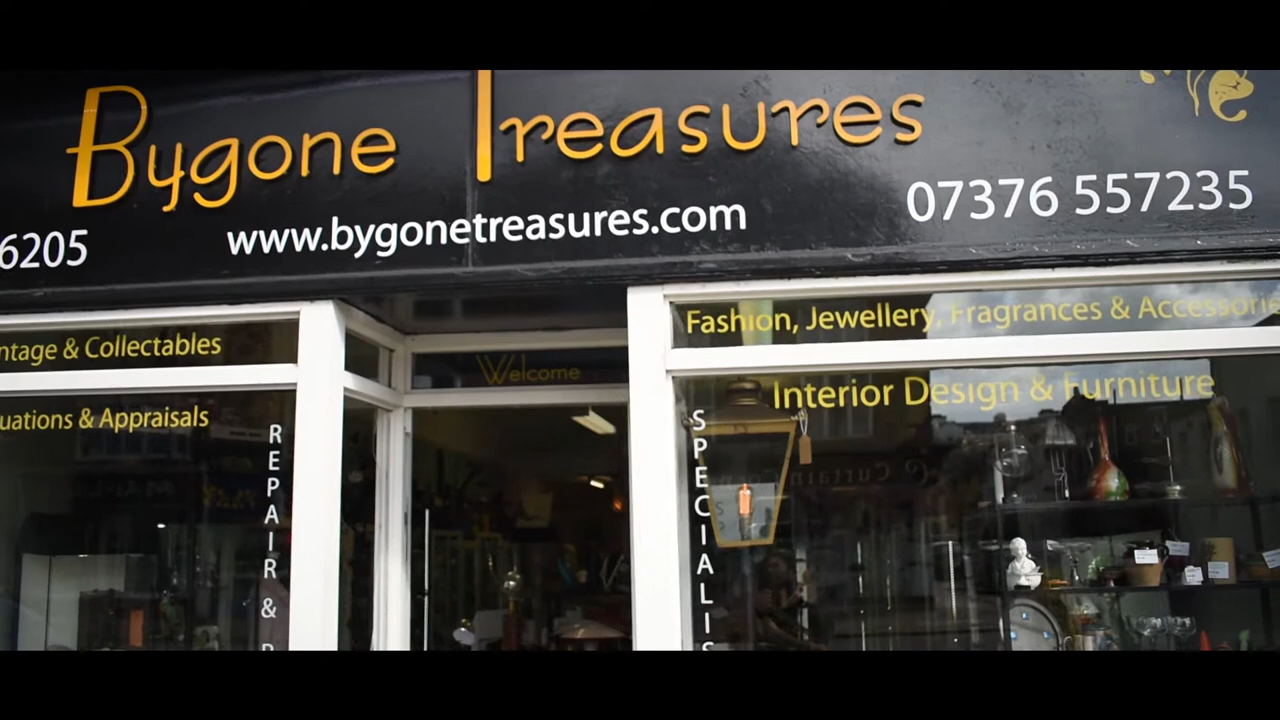 Bygone Treasures
6205
www.bygonetreasures.com
07376 557235
ntage & Collectables
uations & Appraisals
REPAIR &
Welcome
Fashion, Jewellery, Fragrances & Accessorie
Interior Design & Furniture
SPECIALIS
Curtain